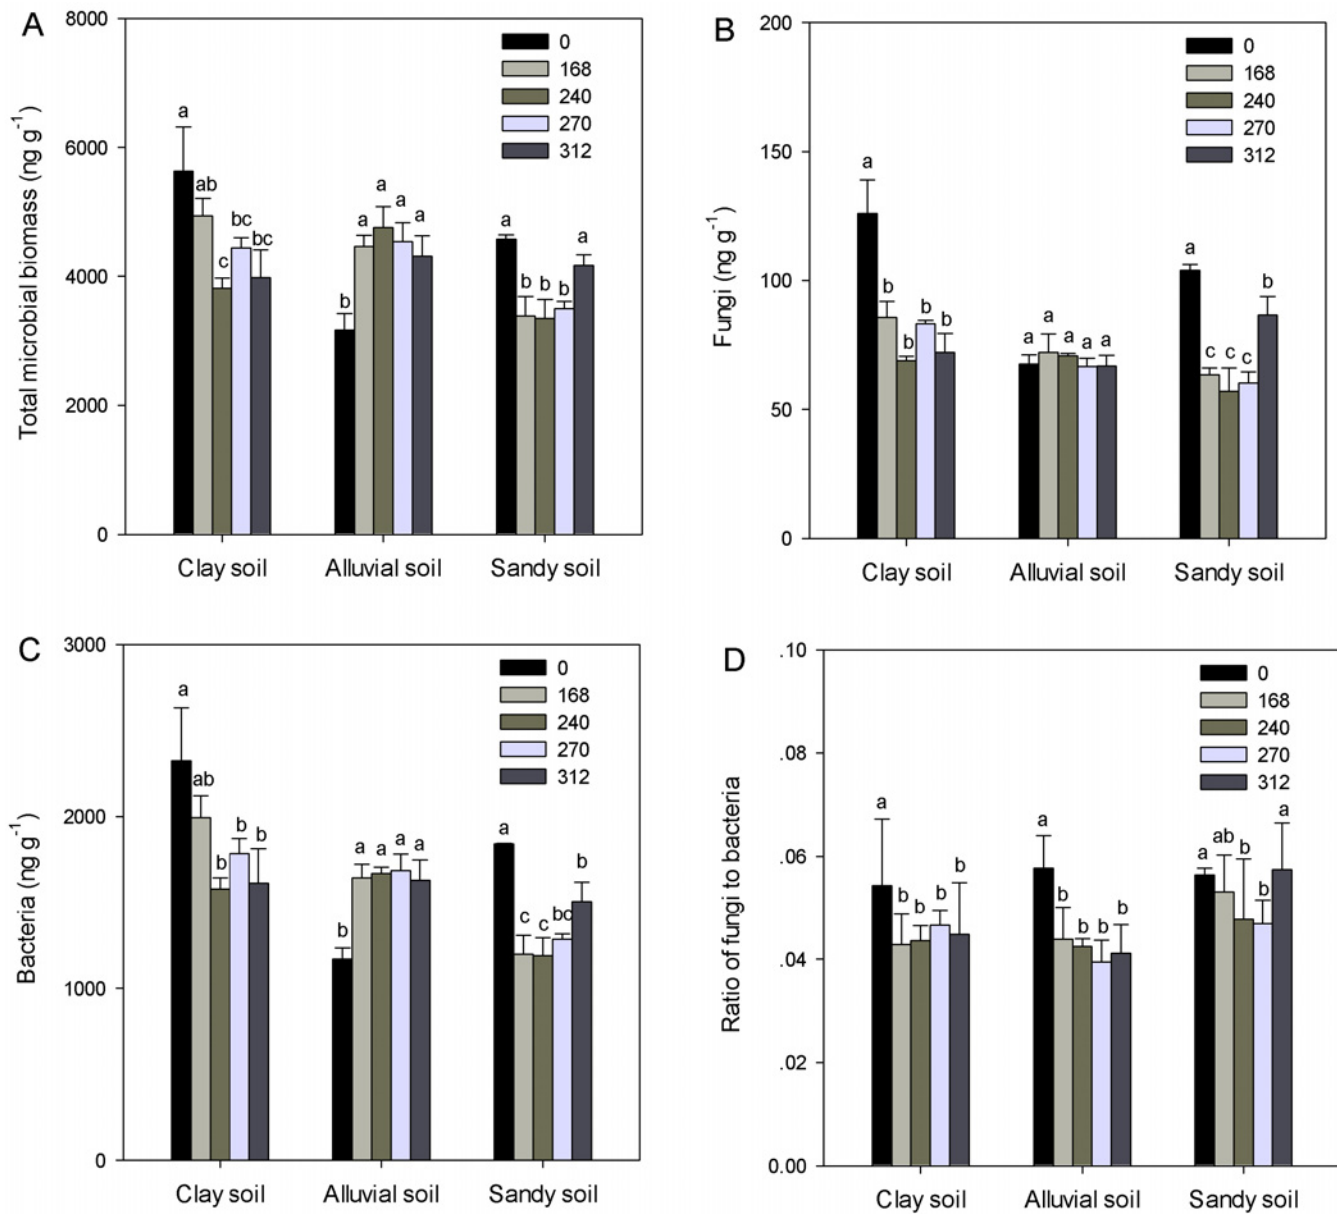 A
Total microbial biomass (ng g⁻¹)
8000
6000
4000
2000
0
0
168
240
270
312
a
ab
c
bc
bc
b
a
a
a
a
a
b
b
b
a
Clay soil
Alluvial soil
Sandy soil
B
Fungi (ng g⁻¹)
200
150
100
50
0
0
168
240
270
312
a
b
b
b
b
a
a
a
a
a
a
c
c
c
b
Clay soil
Alluvial soil
Sandy soil
C
Bacteria (ng g⁻¹)
3000
2000
1000
0
0
168
240
270
312
a
ab
b
b
b
b
a
a
a
a
a
c
c
bc
b
Clay soil
Alluvial soil
Sandy soil
D
Ratio of fungi to bacteria
.10
.08
.06
.04
.02
0.00
0
168
240
270
312
a
b
b
b
b
a
b
b
b
b
a
ab
b
b
a
Clay soil
Alluvial soil
Sandy soil